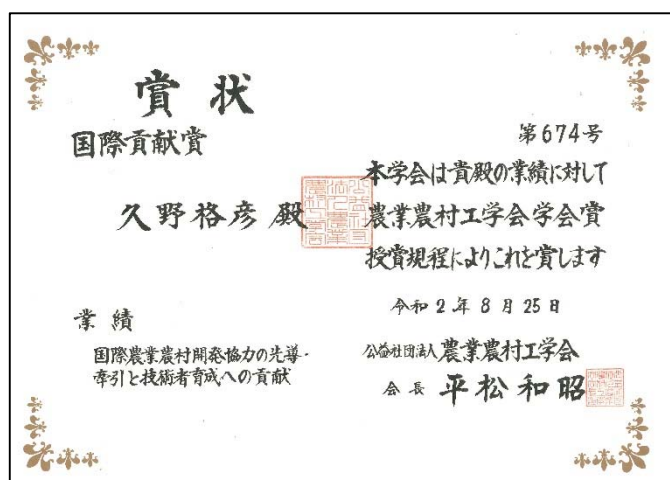 賞状
国際貢献賞
久野格彦殿
業績
国際農業農村開発協力の先導・
牽引と技術者育成への貢献
第674号
本学会は貴殿の業績に対して
農業農村工学会学会賞
授賞規程によりこれを賞します
令和2年8月25日
公益社団法人 農業農村工学会
会長 平松和昭